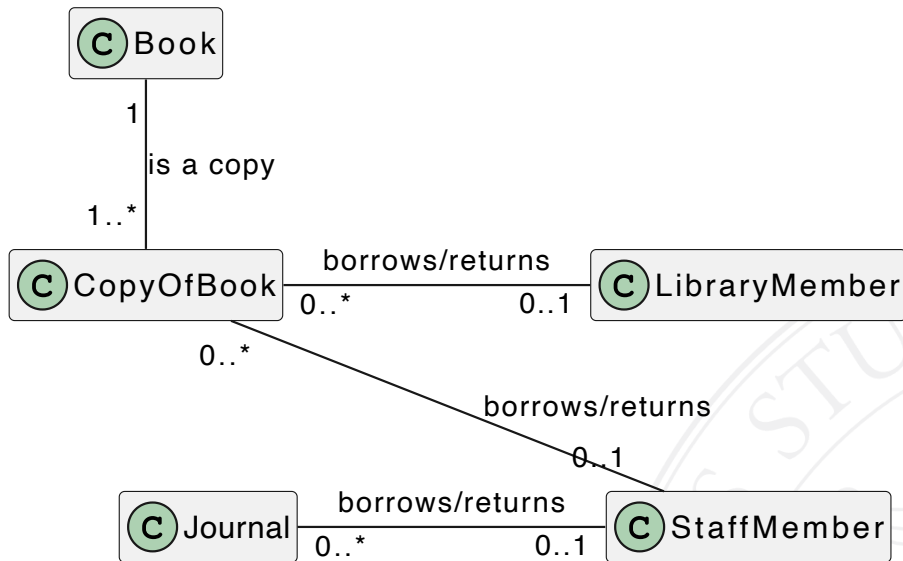 C Book
1
is a copy
1..*
C CopyOfBook
borrows/returns
0..*
0..1
C LibraryMember
0..*
borrows/returns
0..1
C Journal
borrows/returns
0..*
0..1
C StaffMember
STU